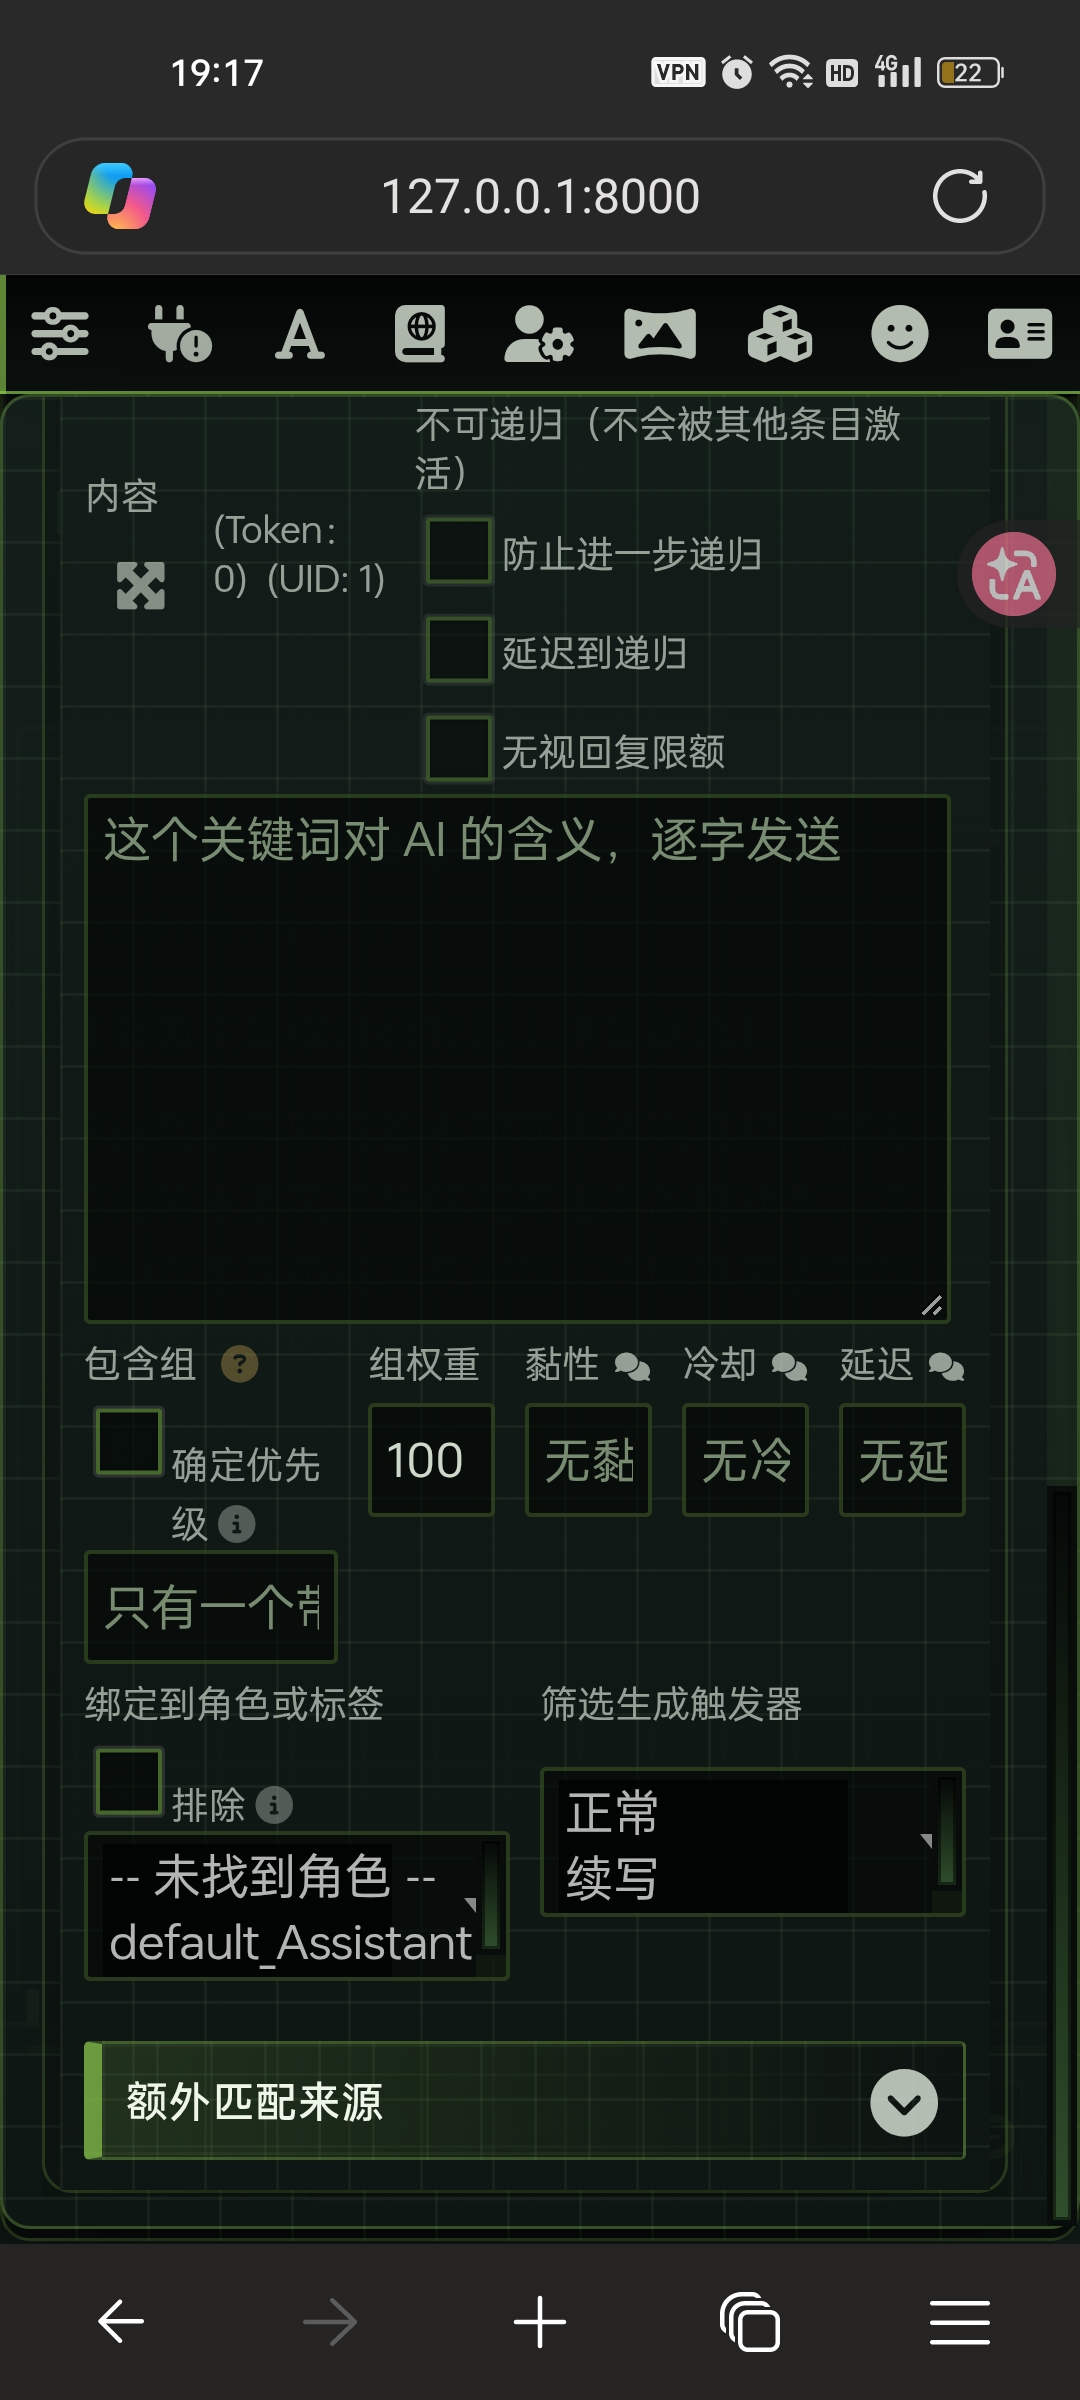 19:17
VPN
HD
4G
22
127.0.0.1:8000
不可递归（不会被其他条目激
活）
内容
(Token:
0)  (UID: 1)
防止进一步递归
延迟到递归
无视回复限额
这个关键词对 AI 的含义，逐字发送
包含组
组权重
黏性
冷却
延迟
确定优先
级
100
无黏
无冷
无延
只有一个
绑定到角色或标签
筛选生成触发器
排除
正常
续写
-- 未找到角色 --
default_Assistant
额外匹配来源